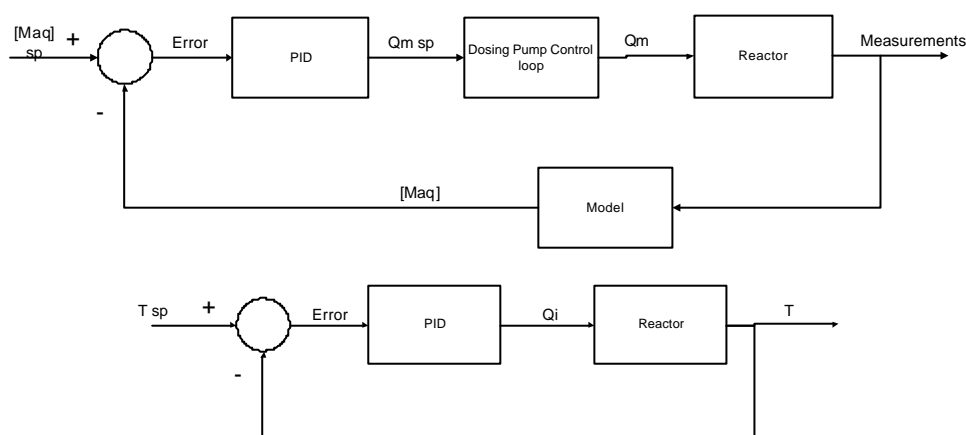 [Maq]
sp
+
Error
PID
Qm sp
Dosing Pump Control
loop
Qm
Reactor
Measurements
-
[Maq]
Model
T sp
+
Error
PID
Qi
Reactor
T
-